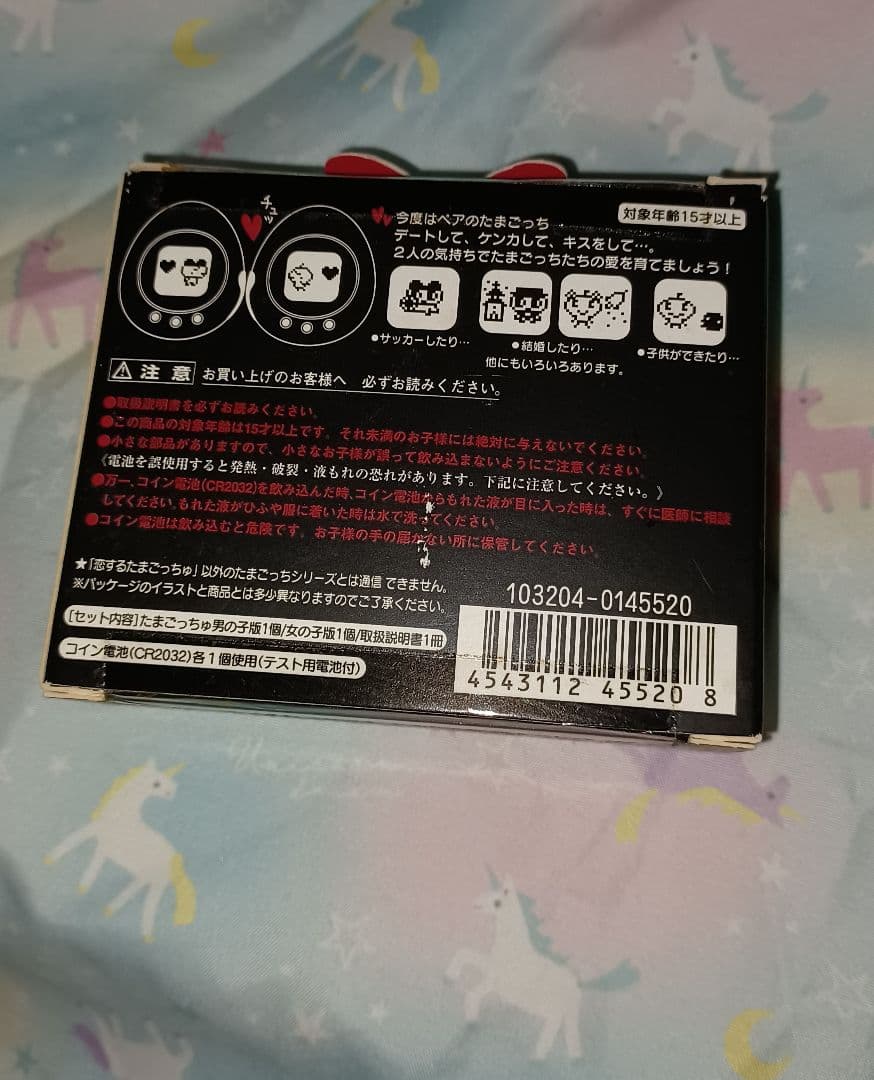 チュッ
今度はペアのたまごっち
対象年齢15才以上
デートして、ケンカして、キスをして…。
2人の気持ちでたまごっちたちの愛を育てましょう!
●サッカーしたり…
●結婚したり…
●子供ができたり…
他にもいろいろあります。
注意 お買い上げのお客様へ 必ずお読みください。
●取扱説明書を必ずお読みください。
●この商品の対象年齢は15才以上です。それ未満のお子様には絶対に与えないでください。
●小さな部品がありますので、小さなお子様が誤って飲み込まないようにご注意ください。
《電池を誤使用すると発熱・破裂・液もれの恐れがあります。下記に注意してください。》
●万一、コイン電池(CR2032)を飲み込んだ時、コイン電池からもれた液が目に入った時は、すぐに医師に相談
してください。もれた液がひふや服に着いた時は水で洗ってください。
●コイン電池は飲み込むと危険です。お子様の手の届かない所に保管してください。
★「恋するたまごっちゅ」以外のたまごっちシリーズとは通信 できません。
※パッケージのイラストと商品とは多少異なりますのでご了承ください。
[セット内容]たまごっちゅ男の子版1個/女の子版1個/取扱説明書1冊
コイン電池(CR2032)各1個使用(テスト用電池付)
103204-0145520
4543112 45520 8